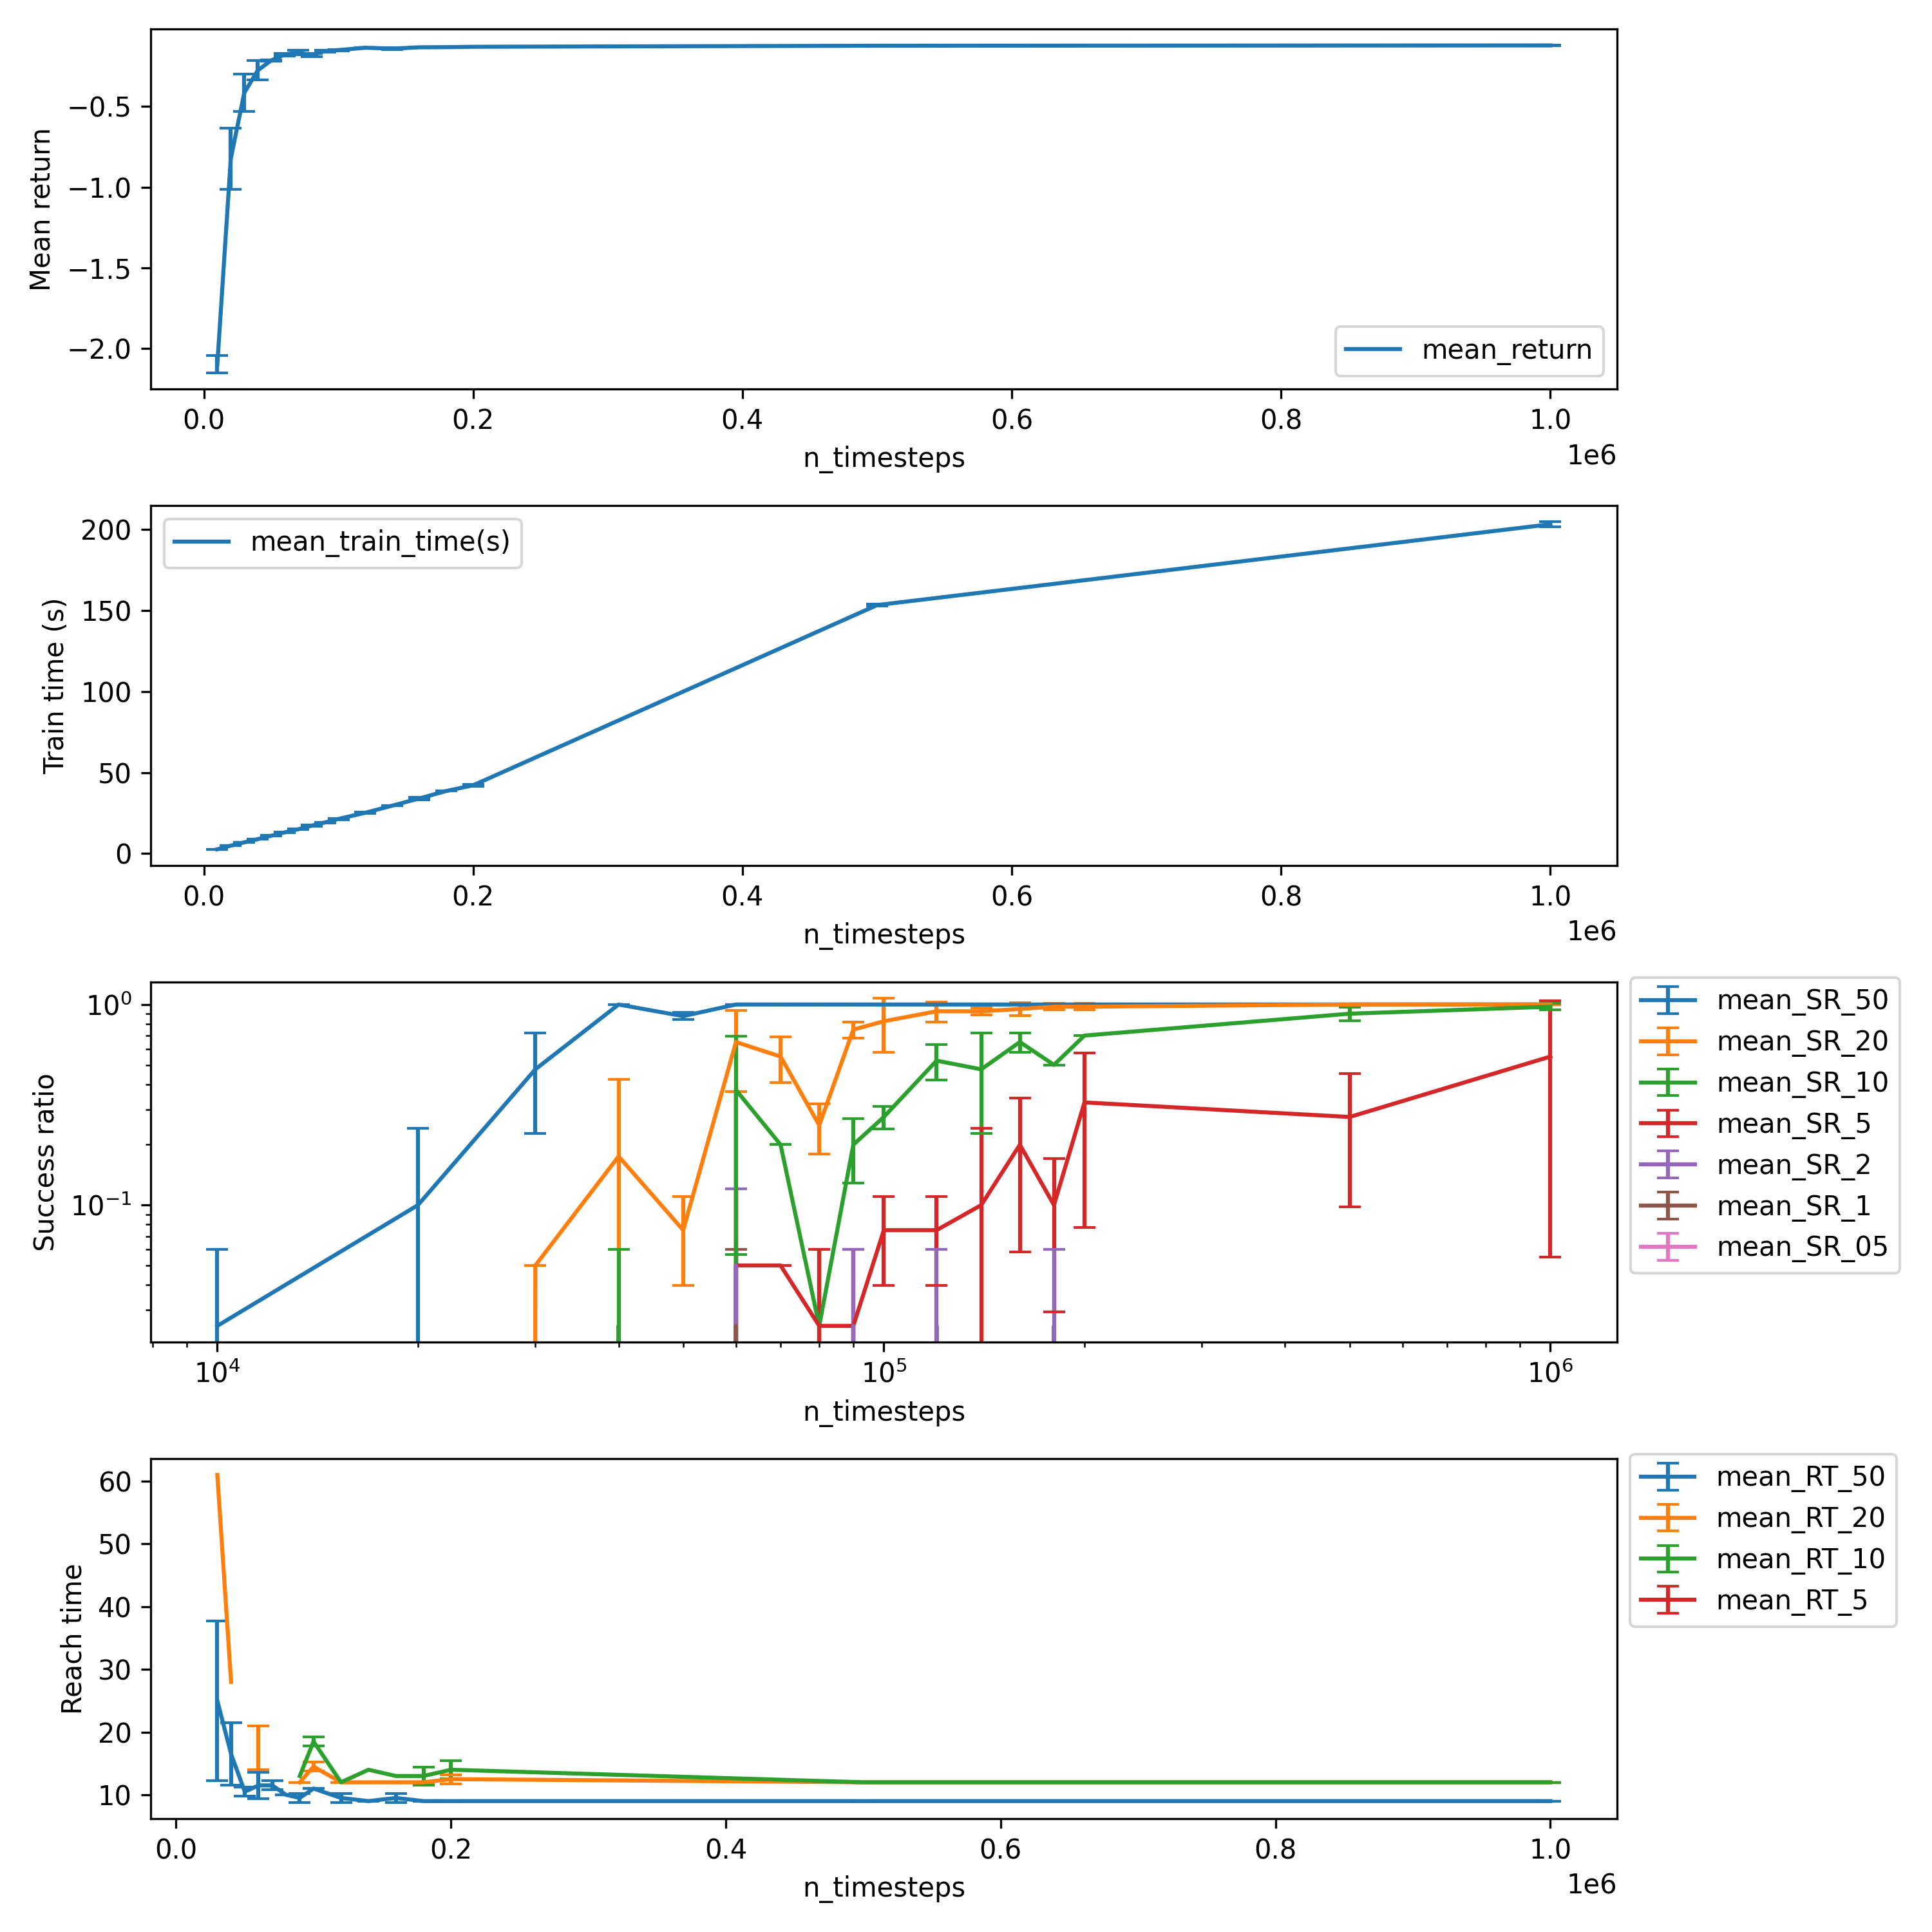 Mean return
−0.5
−1.0
−1.5
−2.0
mean_return
0.0 0.2 0.4 0.6 0.8 1.0
n_timesteps
1e6
Train time (s)
200
150
100
50
0
mean_train_time(s)
0.0 0.2 0.4 0.6 0.8 1.0
n_timesteps
1e6
Success ratio
10⁰
10⁻¹
10⁴ 10⁵ 10⁶
n_timesteps
mean_SR_50
mean_SR_20
mean_SR_10
mean_SR_5
mean_SR_2
mean_SR_1
mean_SR_05
Reach time
60
50
40
30
20
10
0.0 0.2 0.4 0.6 0.8 1.0
n_timesteps
1e6
mean_RT_50
mean_RT_20
mean_RT_10
mean_RT_5